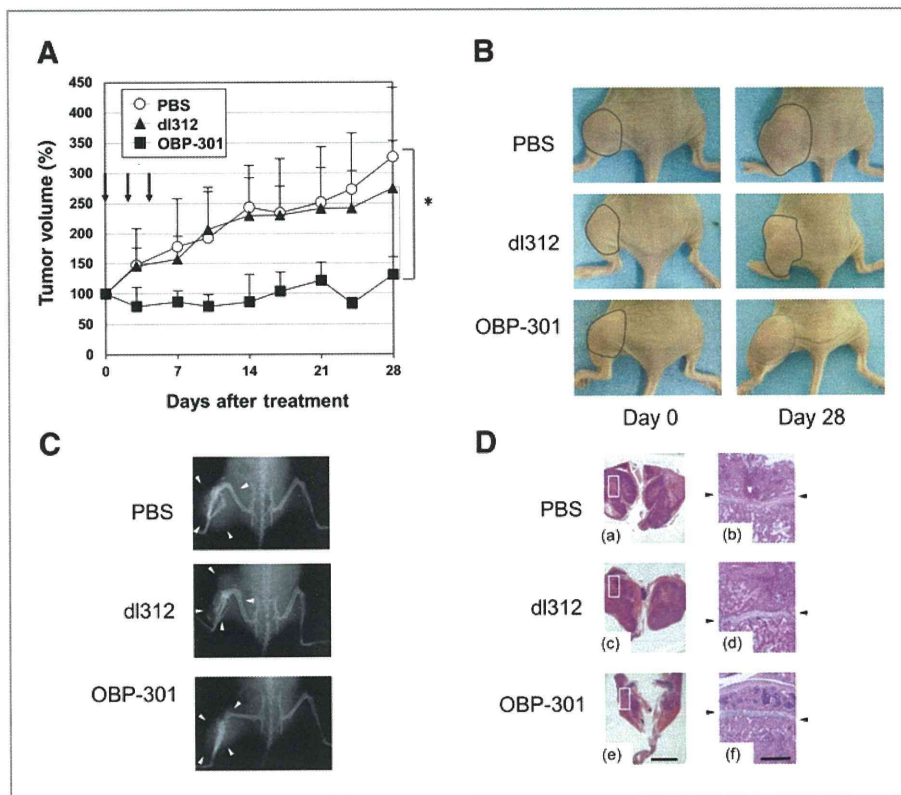 A
Tumor volume (%)
450
400
350
300
250
200
150
100
50
0
PBS
dl312
OBP-301
*
0 7 14 21 28
Days after treatment
B
PBS
dl312
OBP-301
Day 0 Day 28
C
PBS
dl312
OBP-301
D
PBS
(a) (b)
dl312
(c) (d)
OBP-301
(e) (f)